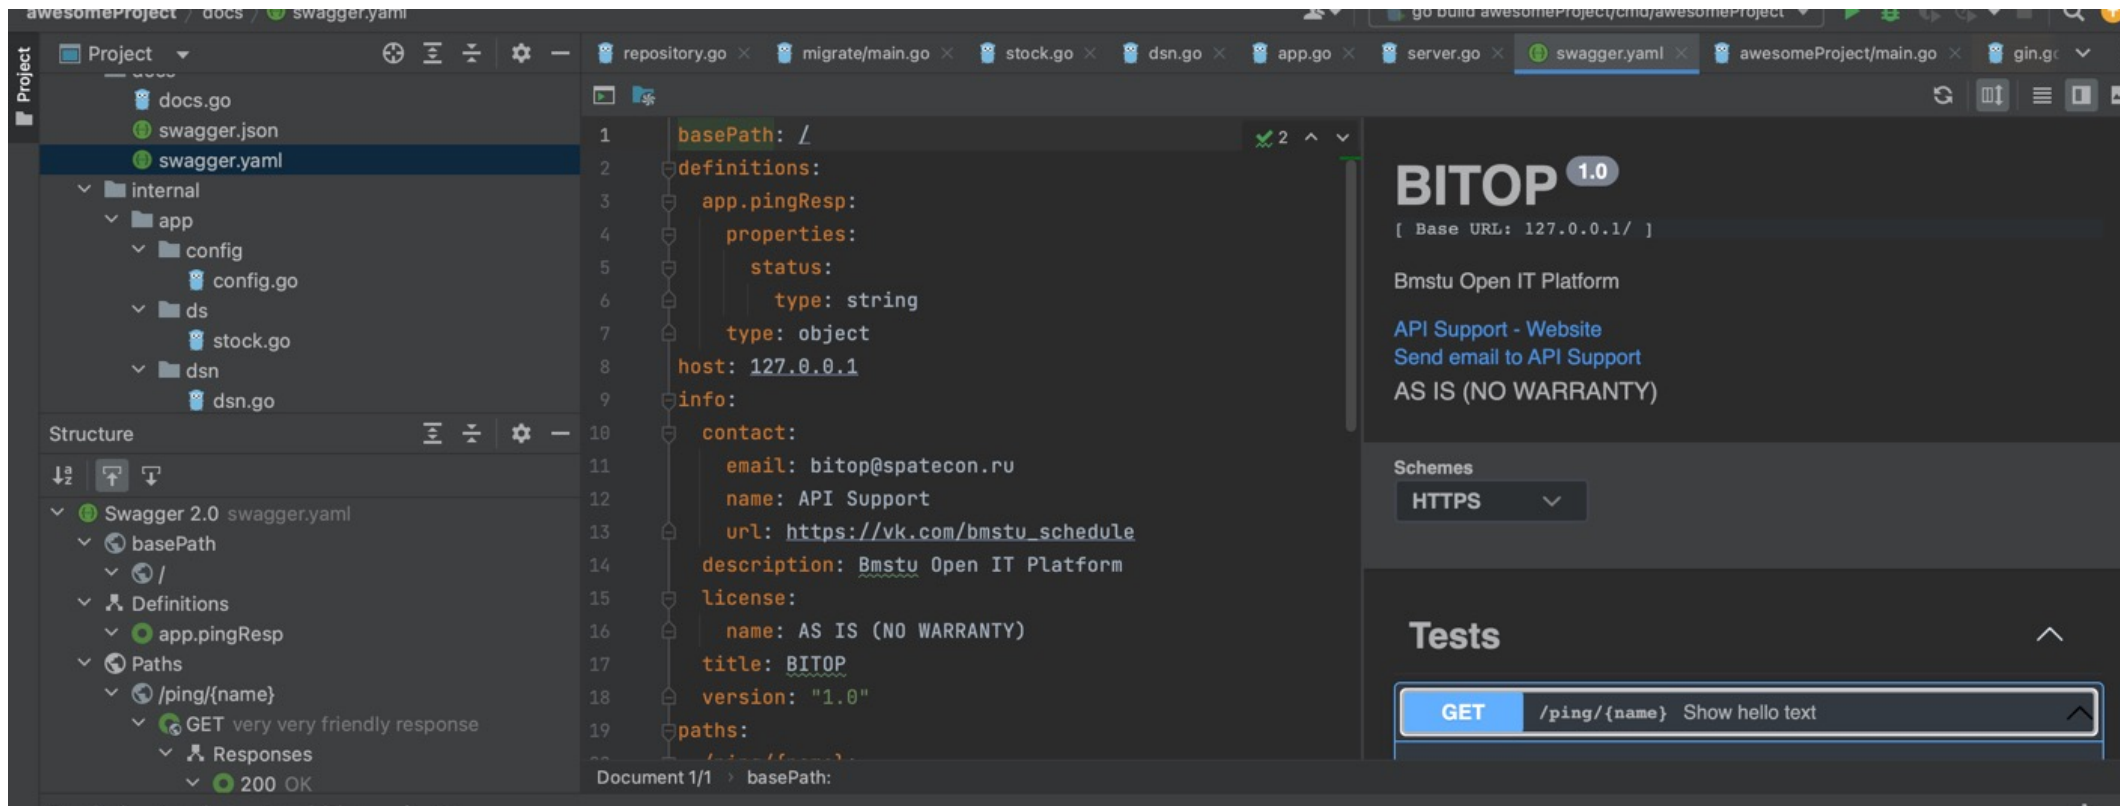 awesomeProject / docs / swagger.yaml
go build awesomeProject/cmd/awesomeProject
Project
Project
docs
docs.go
swagger.json
swagger.yaml
internal
app
config
config.go
ds
stock.go
dsn
dsn.go
Structure
Swagger 2.0 swagger.yaml
basePath
/
Definitions
app.pingResp
Paths
/ping/{name}
GET very very friendly response
Responses
200 OK
repository.go
migrate/main.go
stock.go
dsn.go
app.go
server.go
swagger.yaml
awesomeProject/main.go
2
1 basePath: /
2 definitions:
3 app.pingResp:
4 properties:
5 status:
6 type: string
7 type: object
8 host: 127.0.0.1
9 info:
10 contact:
11 email: bitop@spatecon.ru
12 name: API Support
13 url: https://vk.com/bmstu_schedule
14 description: Bmstu Open IT Platform
15 license:
16 name: AS IS (NO WARRANTY)
17 title: BITOP
18 version: "1.0"
19 paths:
/ping/{name}:
Document 1/1 › basePath:
BITOP 1.0
[ Base URL: 127.0.0.1/ ]
Bmstu Open IT Platform
API Support - Website
Send email to API Support
AS IS (NO WARRANTY)
Schemes
HTTPS
Tests
GET /ping/{name} Show hello text